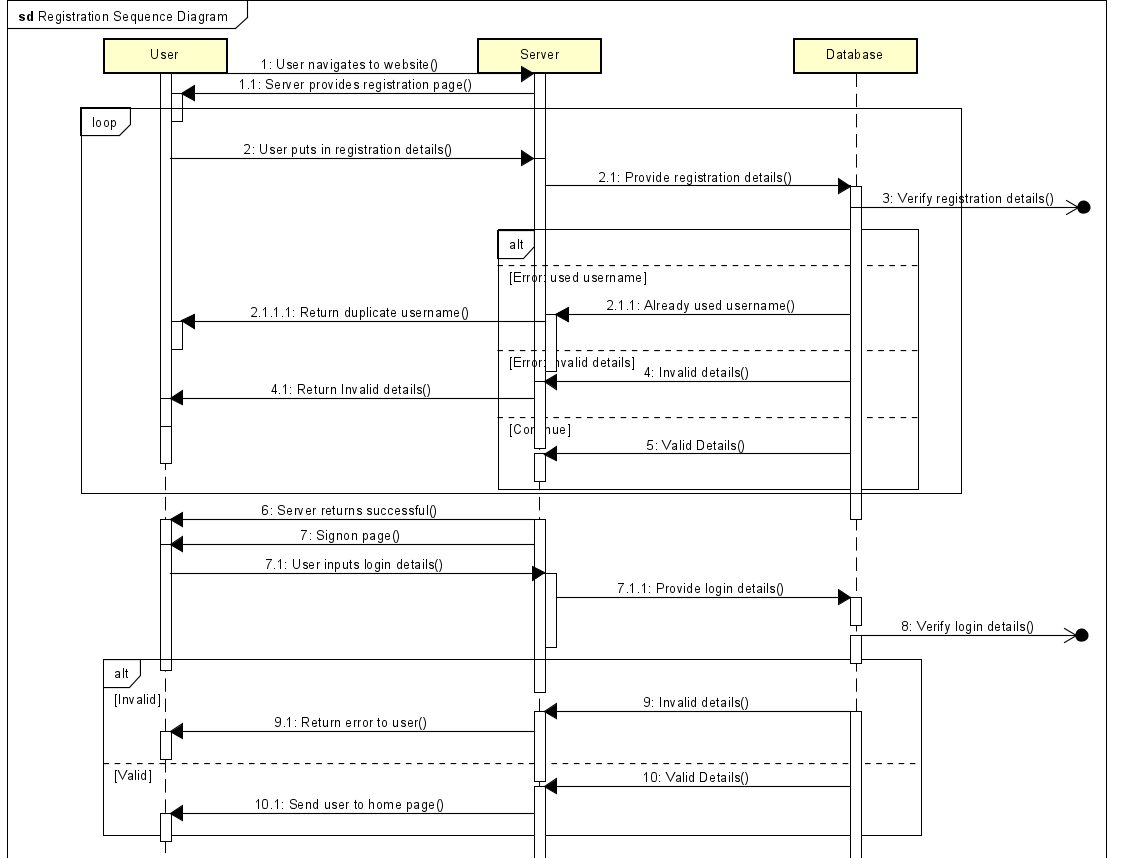 sd Registration Sequence Diagram
User
Server
Database
1: User navigates to website()
1.1: Server provides registration page()
loop
2: User puts in registration details()
2.1: Provide registration details()
3: Verify registration details()
alt
[Error: used username]
2.1.1: Already used username()
2.1.1.1: Return duplicate username()
[Error: invalid details]
4: Invalid details()
4.1: Return Invalid details()
[Continue]
5: Valid Details()
6: Server returns successful()
7: Signon page()
7.1: User inputs login details()
7.1.1: Provide login details()
8: Verify login details()
alt
[Invalid]
9: Invalid details()
9.1: Return error to user()
[Valid]
10: Valid Details()
10.1: Send user to home page()